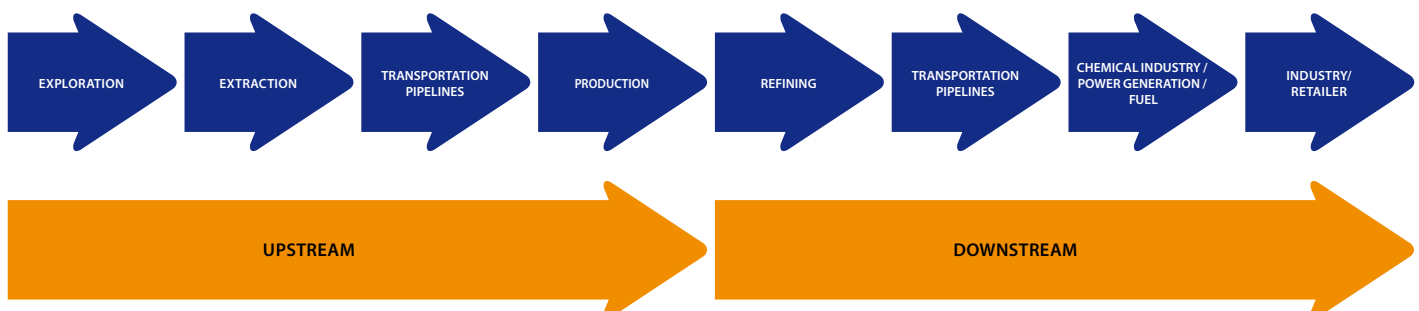 EXPLORATION
EXTRACTION
TRANSPORTATION
PIPELINES
PRODUCTION
REFINING
TRANSPORTATION
PIPELINES
CHEMICAL INDUSTRY /
POWER GENERATION /
FUEL
INDUSTRY/
RETAILER
UPSTREAM
DOWNSTREAM